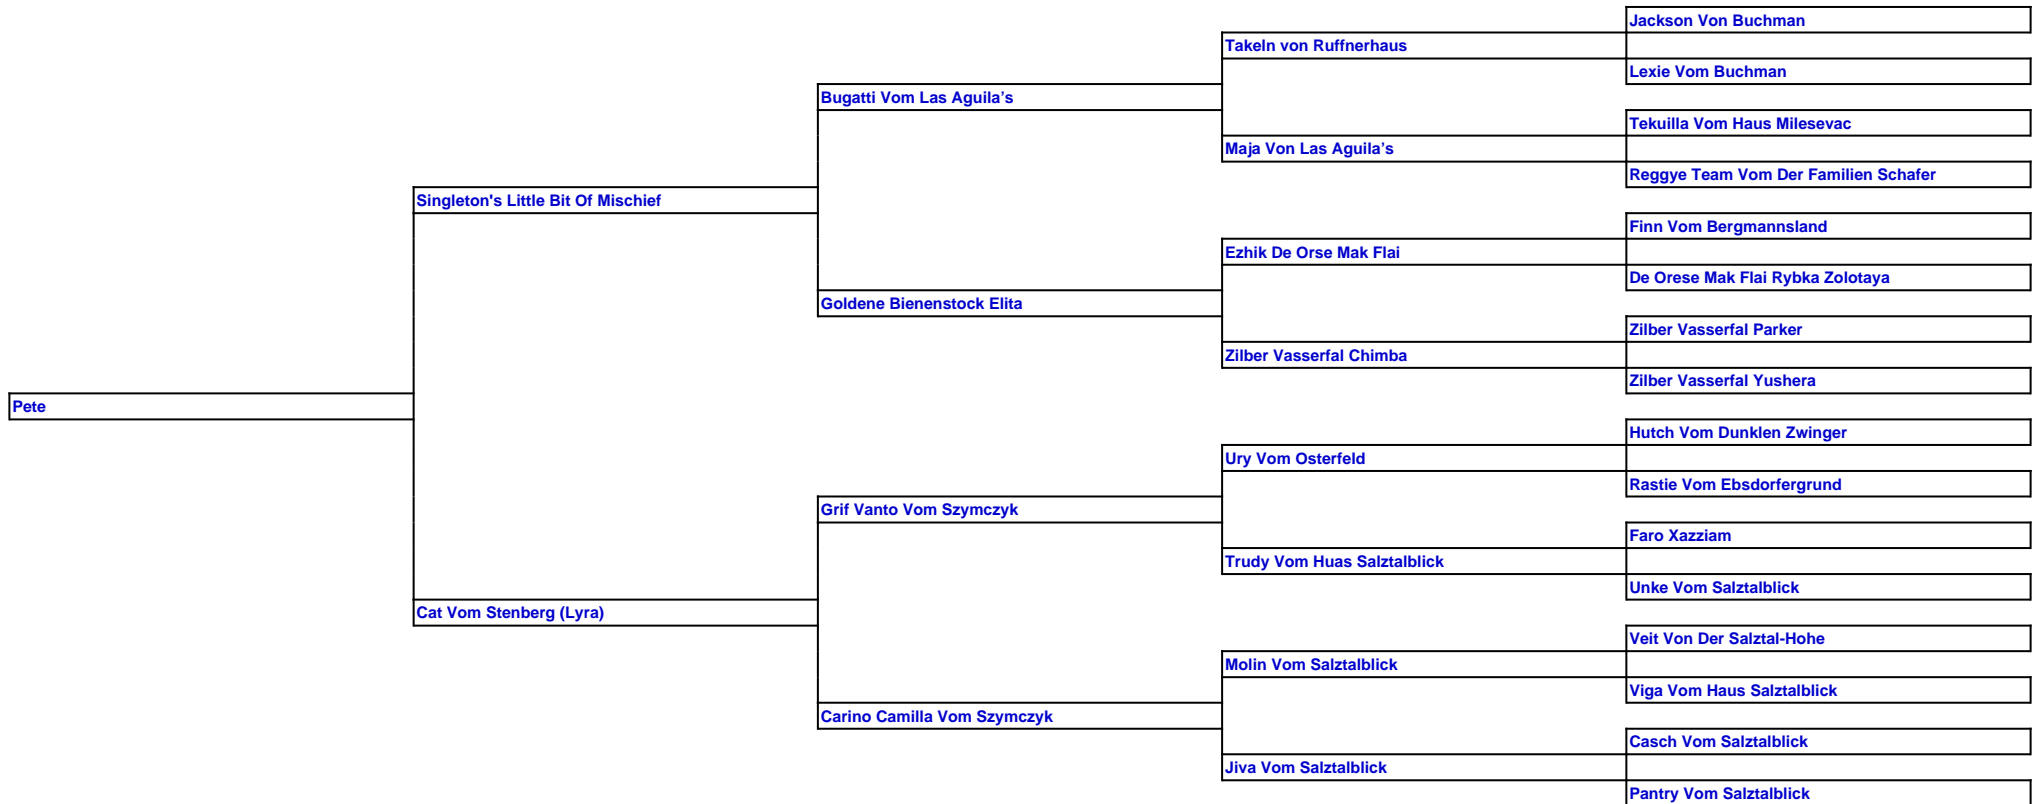 Jackson Von Buchman
Takeln von Ruffnerhaus
Lexie Vom Buchman
Bugatti Vom Las Aguila’s
Tekuilla Vom Haus Milesevac
Maja Von Las Aguila’s
Reggye Team Vom Der Familien Schafer
Singleton's Little Bit Of Mischief
Finn Vom Bergmannsland
Ezhik De Orse Mak Flai
De Orese Mak Flai Rybka Zolotaya
Goldene Bienenstock Elita
Zilber Vasserfal Parker
Zilber Vasserfal Chimba
Zilber Vasserfal Yushera
Pete
Hutch Vom Dunklen Zwinger
Ury Vom Osterfeld
Rastie Vom Ebsdorfergrund
Grif Vanto Vom Szymczyk
Faro Xazziam
Trudy Vom Huas Salztalblick
Unke Vom Salztalblick
Cat Vom Stenberg (Lyra)
Veit Von Der Salztal-Hohe
Molin Vom Salztalblick
Viga Vom Haus Salztalblick
Carino Camilla Vom Szymczyk
Casch Vom Salztalblick
Jiva Vom Salztalblick
Pantry Vom Salztalblick